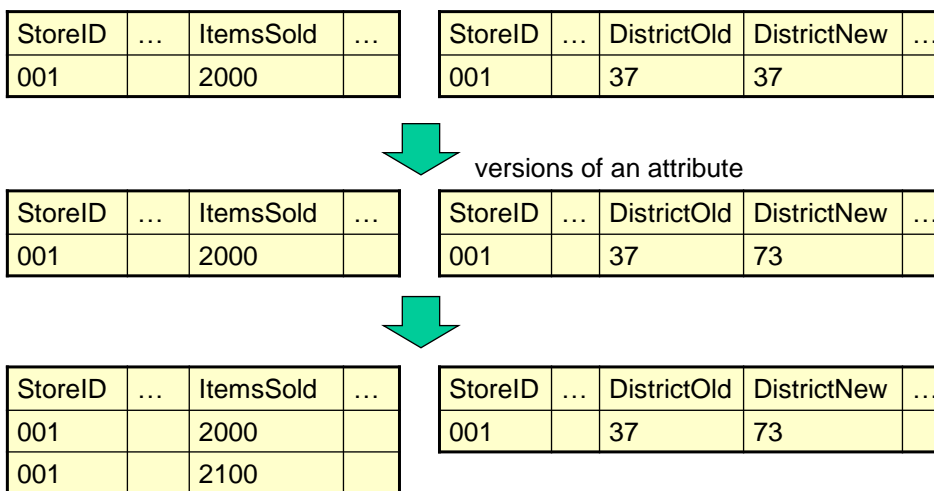 StoreID … ItemsSold … StoreID … DistrictOld DistrictNew …
001 2000 001 37 37
versions of an attribute
StoreID … ItemsSold … StoreID … DistrictOld DistrictNew …
001 2000 001 37 73
StoreID … ItemsSold … StoreID … DistrictOld DistrictNew …
001 2000 001 37 73
001 2100